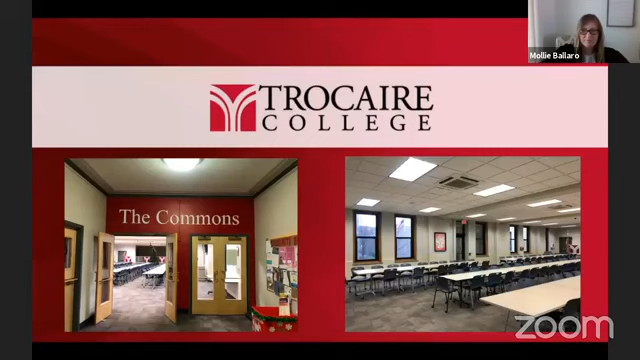 Mollie Ballaro
TROCAIRE
COLLEGE
The Commons
zoom